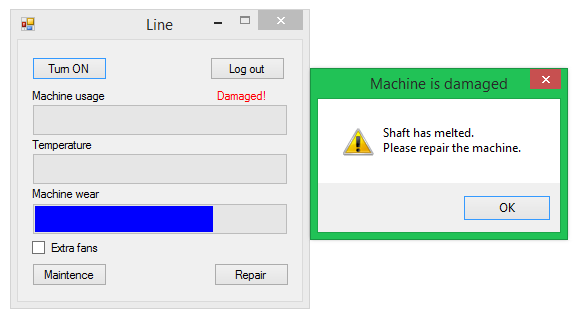 Line
Turn ON
Log out
Machine usage
Damaged!
Temperature
Machine wear
Extra fans
Maintence
Repair
Machine is damaged
Shaft has melted.
Please repair the machine.
OK